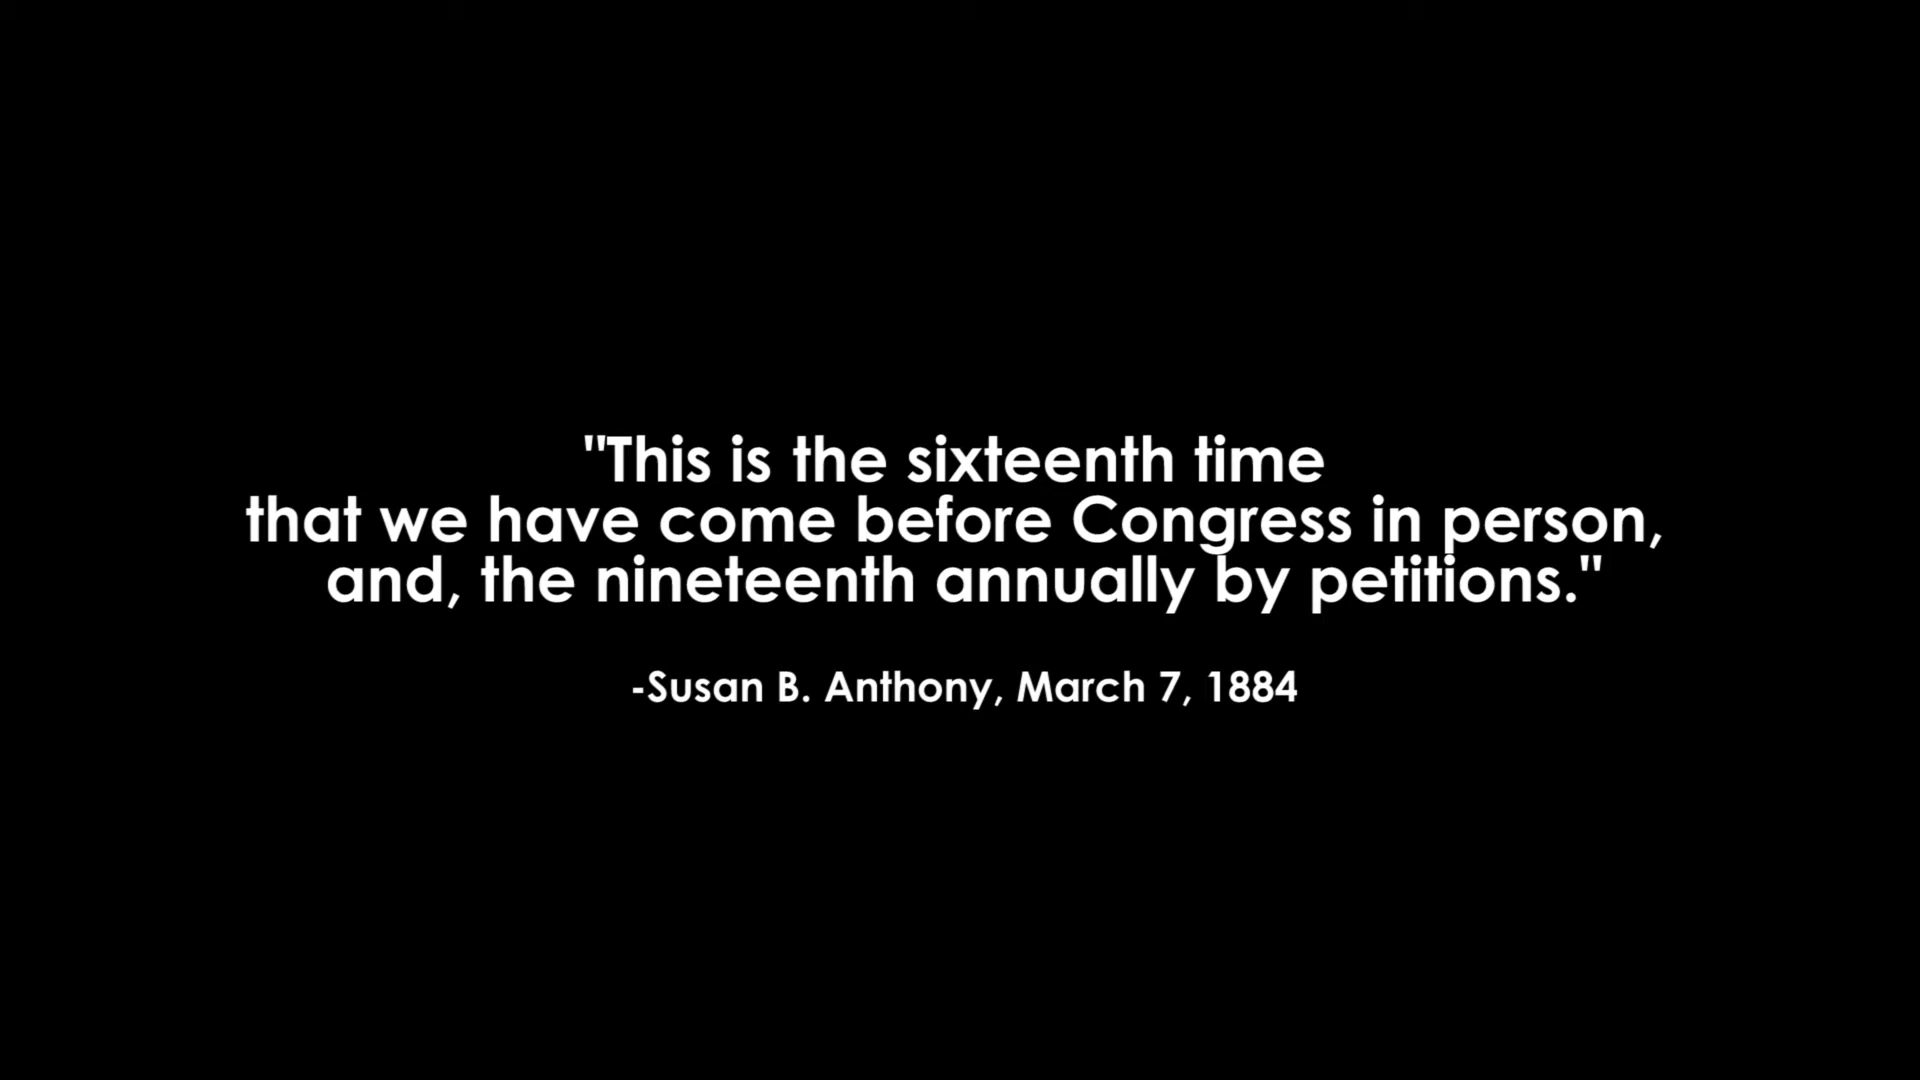 "This is the sixteenth time
that we have come before Congress in person,
and, the nineteenth annually by petitions."
-Susan B. Anthony, March 7, 1884